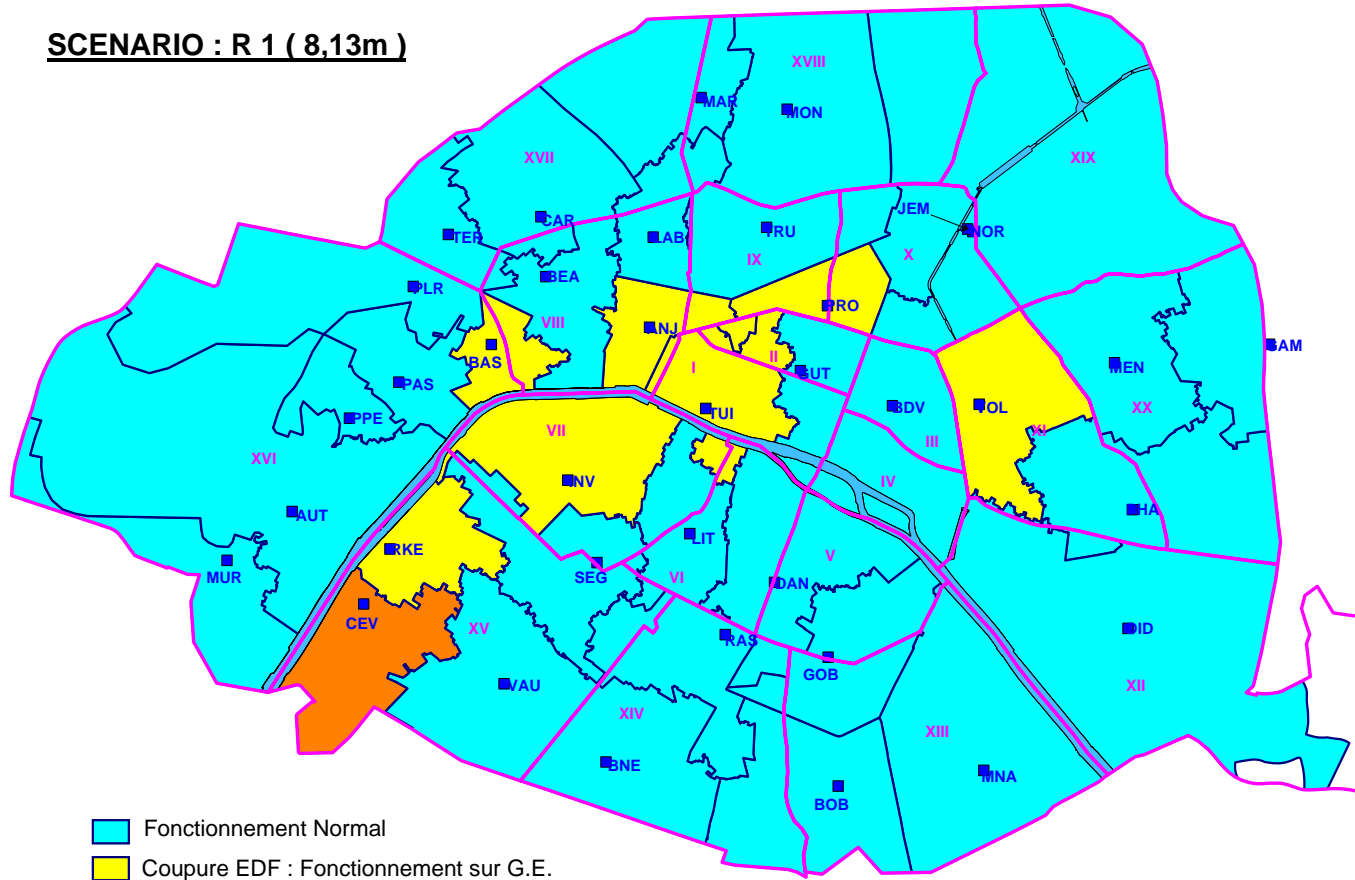 SCENARIO : R 1 ( 8,13m )
XVIII
MAR
MON
XVII
XIX
JEM
CAR
TER
LAB
TRU
NOR
IX
X
BEA
PLR
PRO
VIII
ANJ
BAS
II
I
GUT
GAM
MEN
PAS
XX
TUI
BDV
VOL
PPE
VII
III
XI
XVI
INV
IV
AUT
CHA
LIT
RKE
V
MUR
SEG
VI
DAN
CEV
XV
RAS
DID
GOB
VAU
XII
XIV
XIII
BNE
MNA
BOB
Fonctionnement Normal
Coupure EDF : Fonctionnement sur G.E.